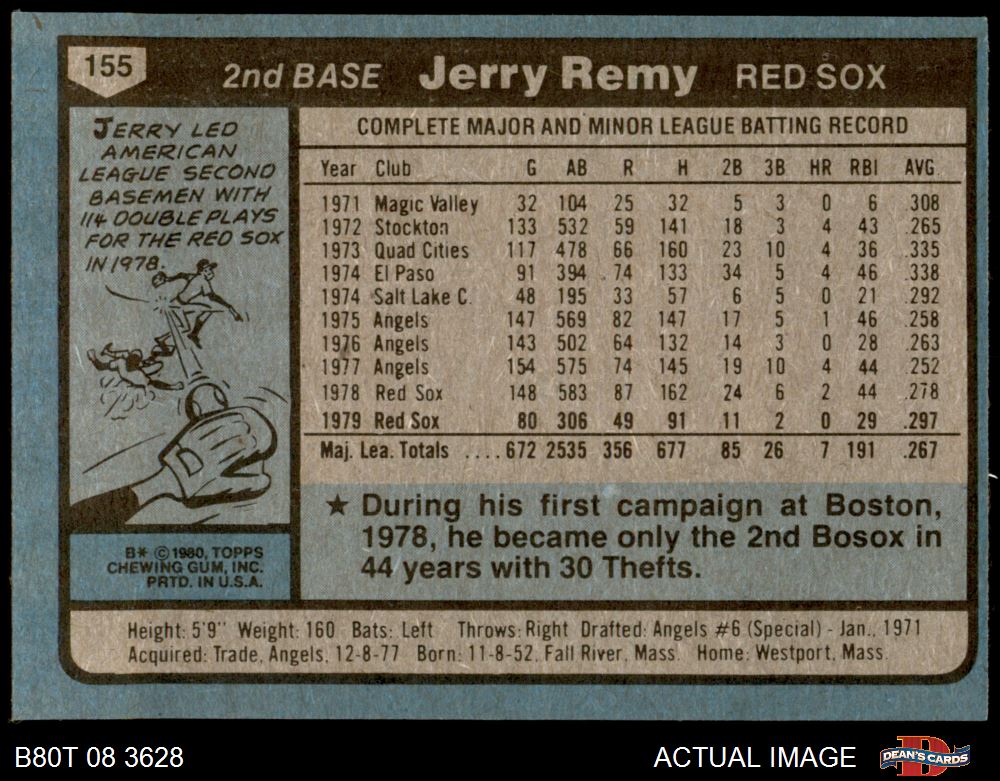 155
2nd BASE Jerry Remy RED SOX
JERRY LED
AMERICAN
LEAGUE SECOND
BASEMEN WITH
114 DOUBLE PLAYS
FOR THE RED SOX
IN 1978.
COMPLETE MAJOR AND MINOR LEAGUE BATTING RECORD
Year Club G AB R H 2B 3B HR RBI AVG.
1971 Magic Valley 32 104 25 32 5 3 0 6 .308
1972 Stockton 133 532 59 141 18 3 4 43 .265
1973 Quad Cities 117 478 66 160 23 10 4 36 .335
1974 El Paso 91 394 74 133 34 5 4 46 .338
1974 Salt Lake C. 48 195 33 57 6 5 0 21 .292
1975 Angels 147 569 82 147 17 5 1 46 .258
1976 Angels 143 502 64 132 14 3 0 28 .263
1977 Angels 154 575 74 145 19 10 4 44 .252
1978 Red Sox 148 583 87 162 24 6 2 44 .278
1979 Red Sox 80 306 49 91 11 2 0 29 .297
Maj. Lea. Totals ....672 2535 356 677 85 26 7 191 .267
★ During his first campaign at Boston,
1978, he became only the 2nd Bosox in
44 years with 30 Thefts.
B* © 1980, TOPPS
CHEWING GUM, INC.
PRTD. IN U.S.A.
Height: 5'9" Weight: 160 Bats: Left Throws: Right Drafted: Angels #6 (Special) - Jan., 1971
Acquired: Trade, Angels, 12-8-77 Born: 11-8-52, Fall River, Mass. Home: Westport, Mass.
B80T 08 3628
ACTUAL IMAGE
DEAN'S CARDS